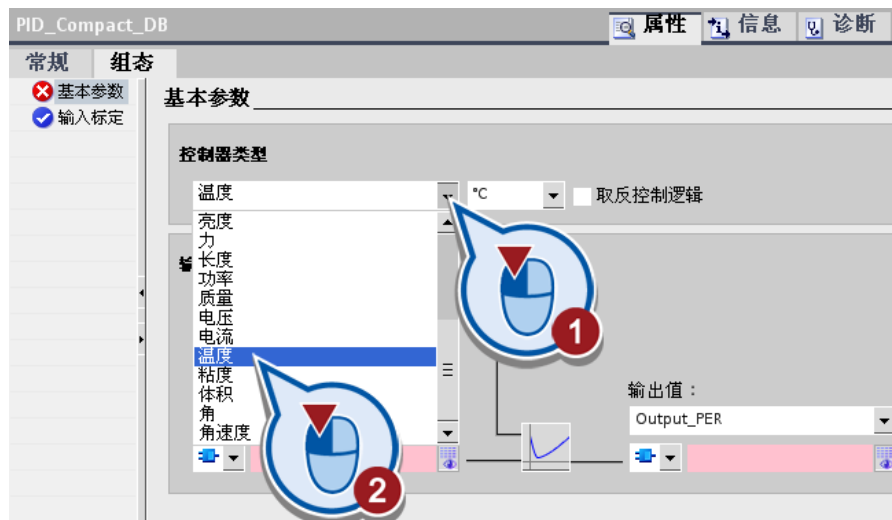 PID_Compact_DB 属性 信息 诊断
常规 组态
基本参数
输入标定
基本参数
控制器类型
温度 °C 取反控制逻辑
亮度
力
长度
功率
质量
电压
电流
温度
粘度
体积
角
角速度
1
输出值：
Output_PER
2